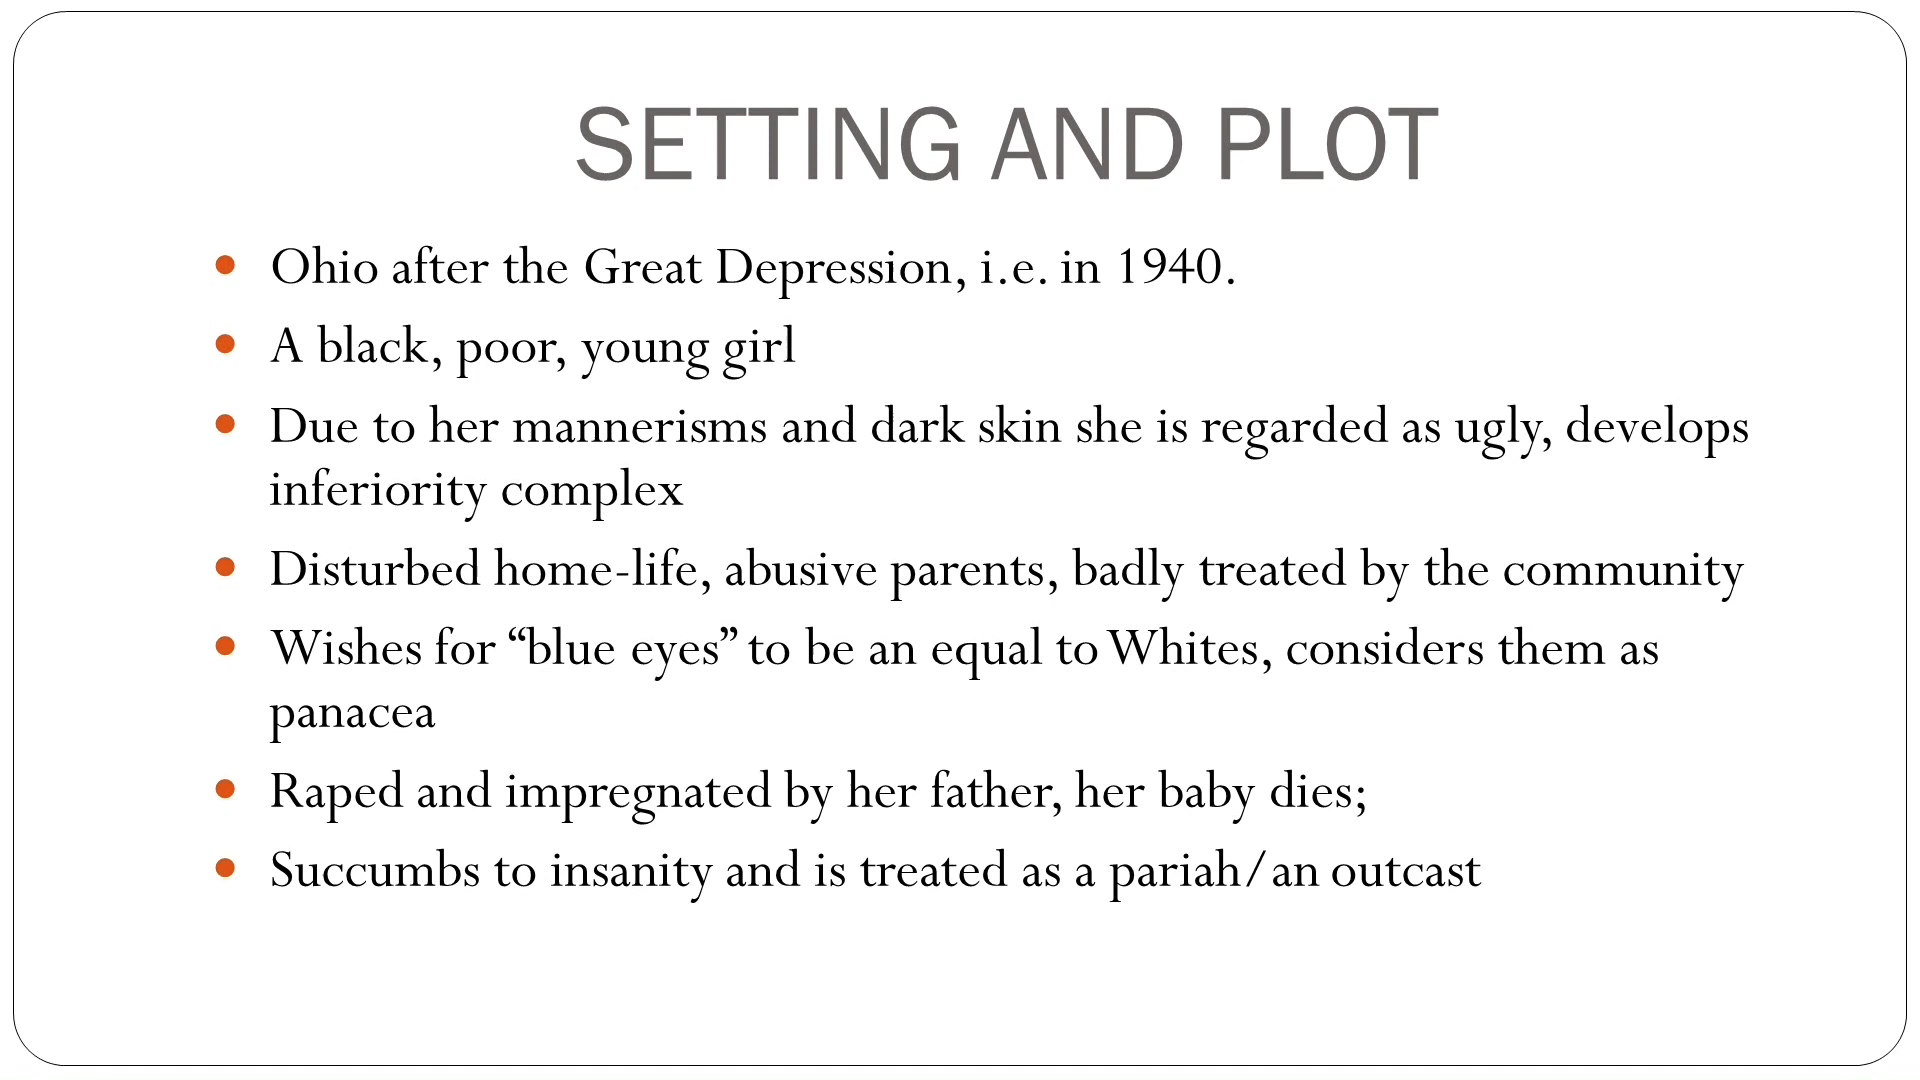 SETTING AND PLOT
• Ohio after the Great Depression, i.e. in 1940.
• A black, poor, young girl
• Due to her mannerisms and dark skin she is regarded as ugly, develops
inferiority complex
• Disturbed home-life, abusive parents, badly treated by the community
• Wishes for “blue eyes” to be an equal to Whites, considers them as
panacea
• Raped and impregnated by her father, her baby dies;
• Succumbs to insanity and is treated as a pariah/an outcast